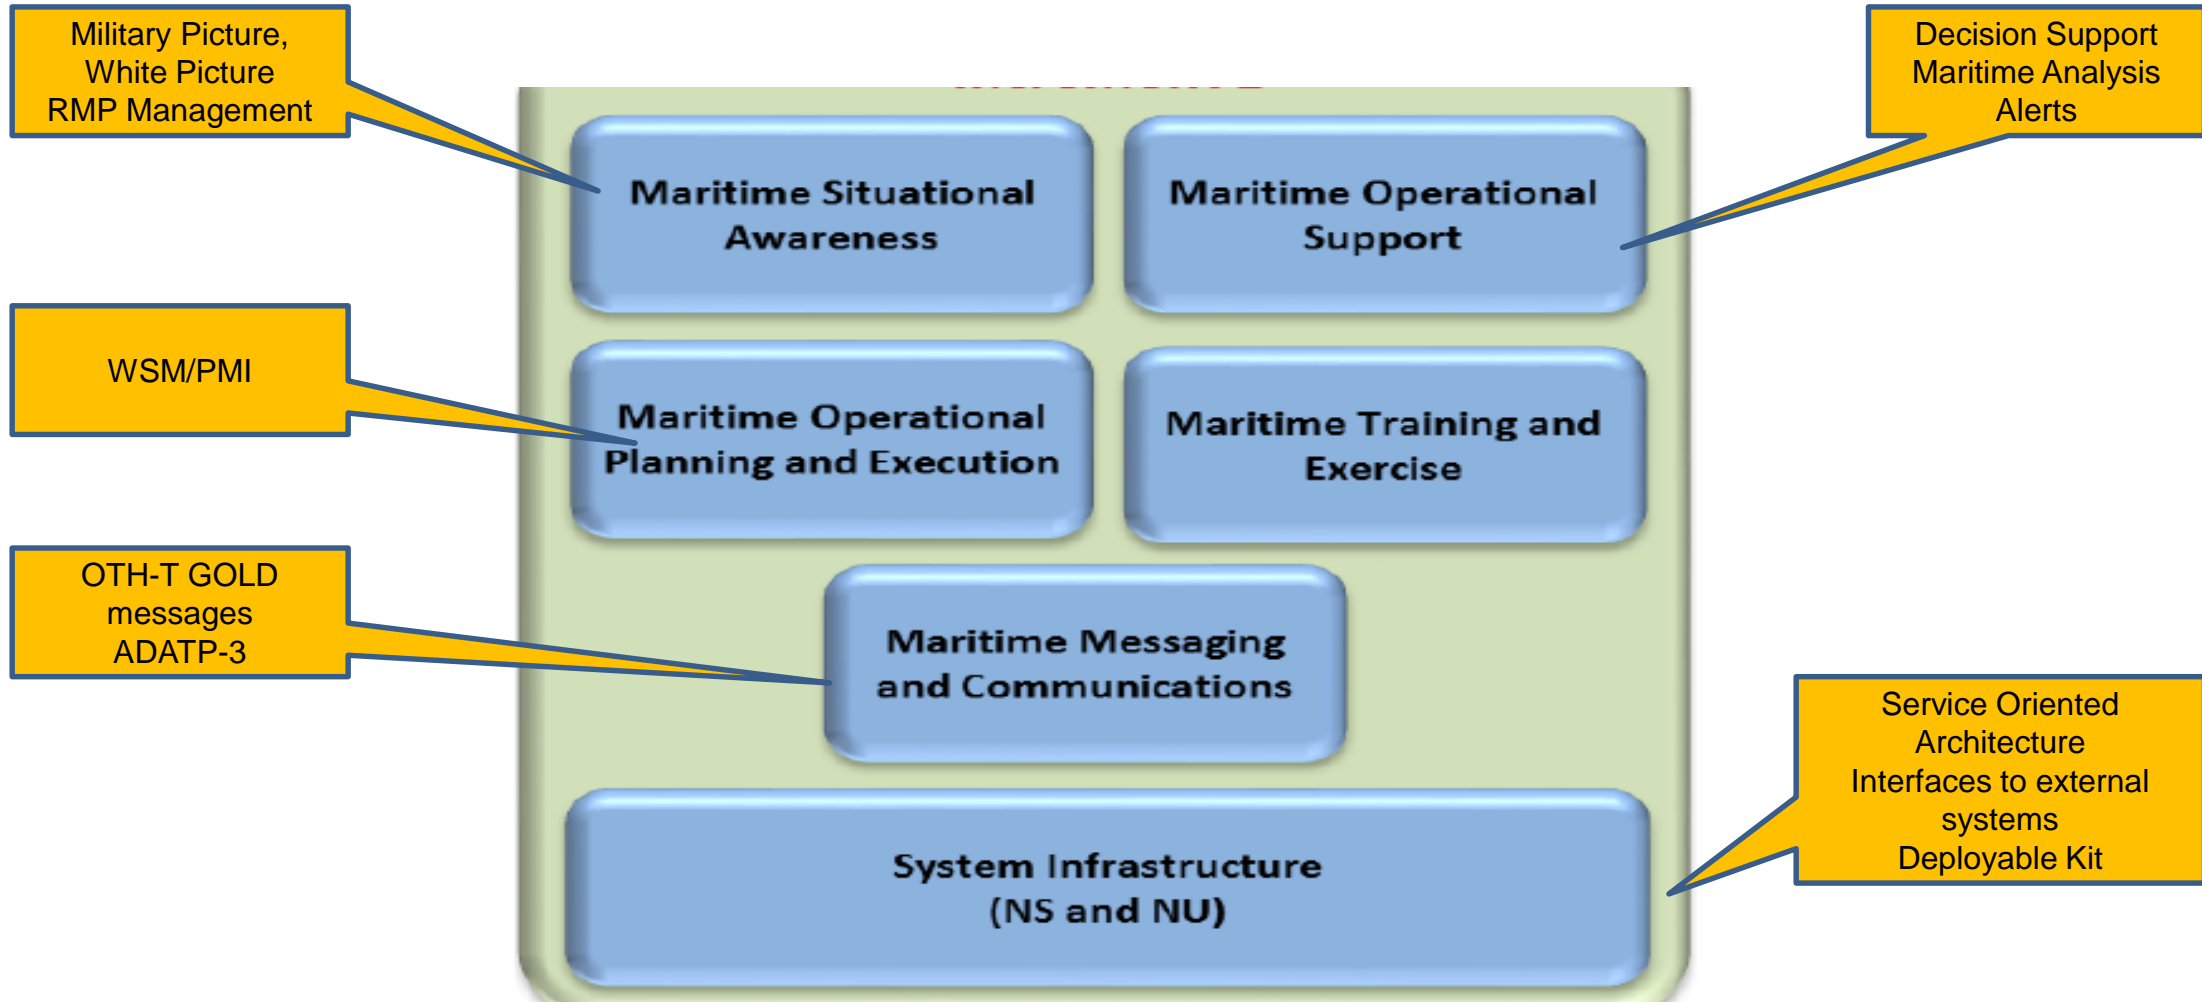 Military Picture,
White Picture
RMP Management
Decision Support
Maritime Analysis
Alerts
Maritime Situational
Awareness
Maritime Operational
Support
WSM/PMI
Maritime Operational
Planning and Execution
Maritime Training and
Exercise
OTH-T GOLD
messages
ADATP-3
Maritime Messaging
and Communications
Service Oriented
Architecture
Interfaces to external
systems
Deployable Kit
System Infrastructure
(NS and NU)